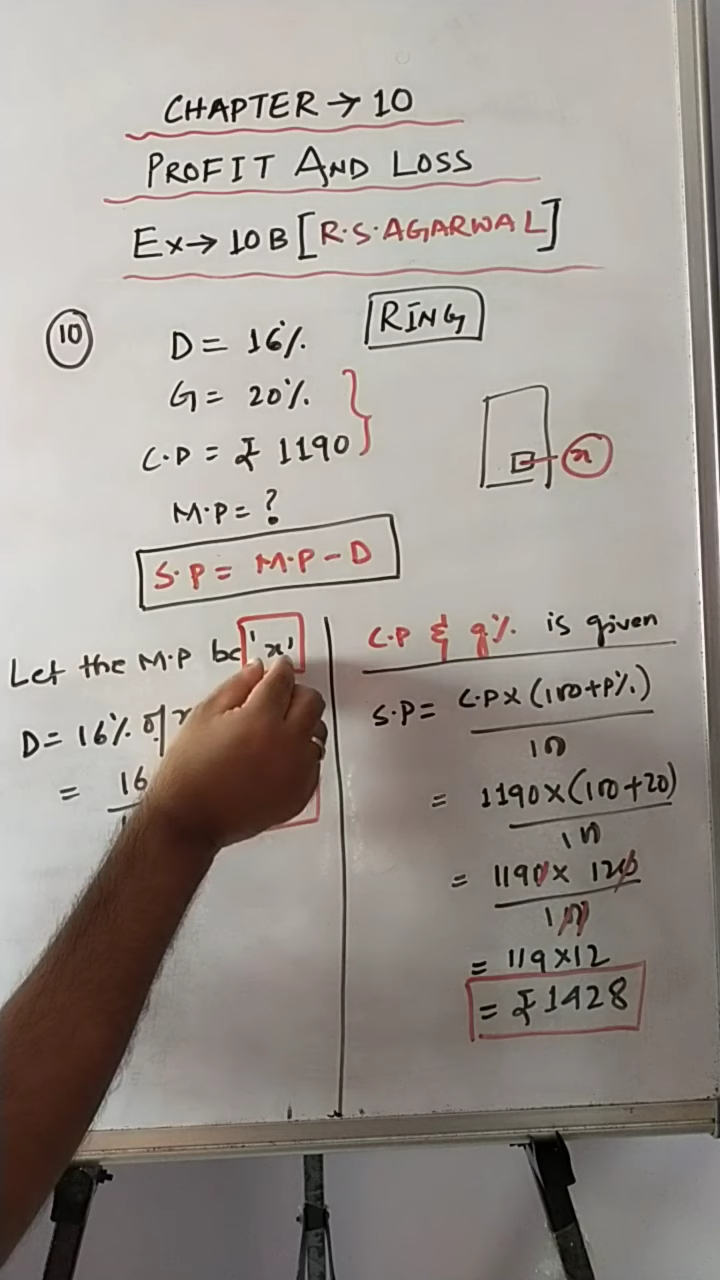 CHAPTER → 10
PROFIT AND LOSS
Ex → 10B [R.S.AGARWAL]
10
D = 16%
RING
G = 20%
C.P = ₹ 1190
x
M.P = ?
S.P = M.P - D
Let the M.P be 'x'
D = 16% of
= 16
C.P & g% is given
S.P = C.P x (100+P%)
100
= 1190 x (100+20)
100
= 1190 x 120
100
= 119 x 12
= ₹ 1428